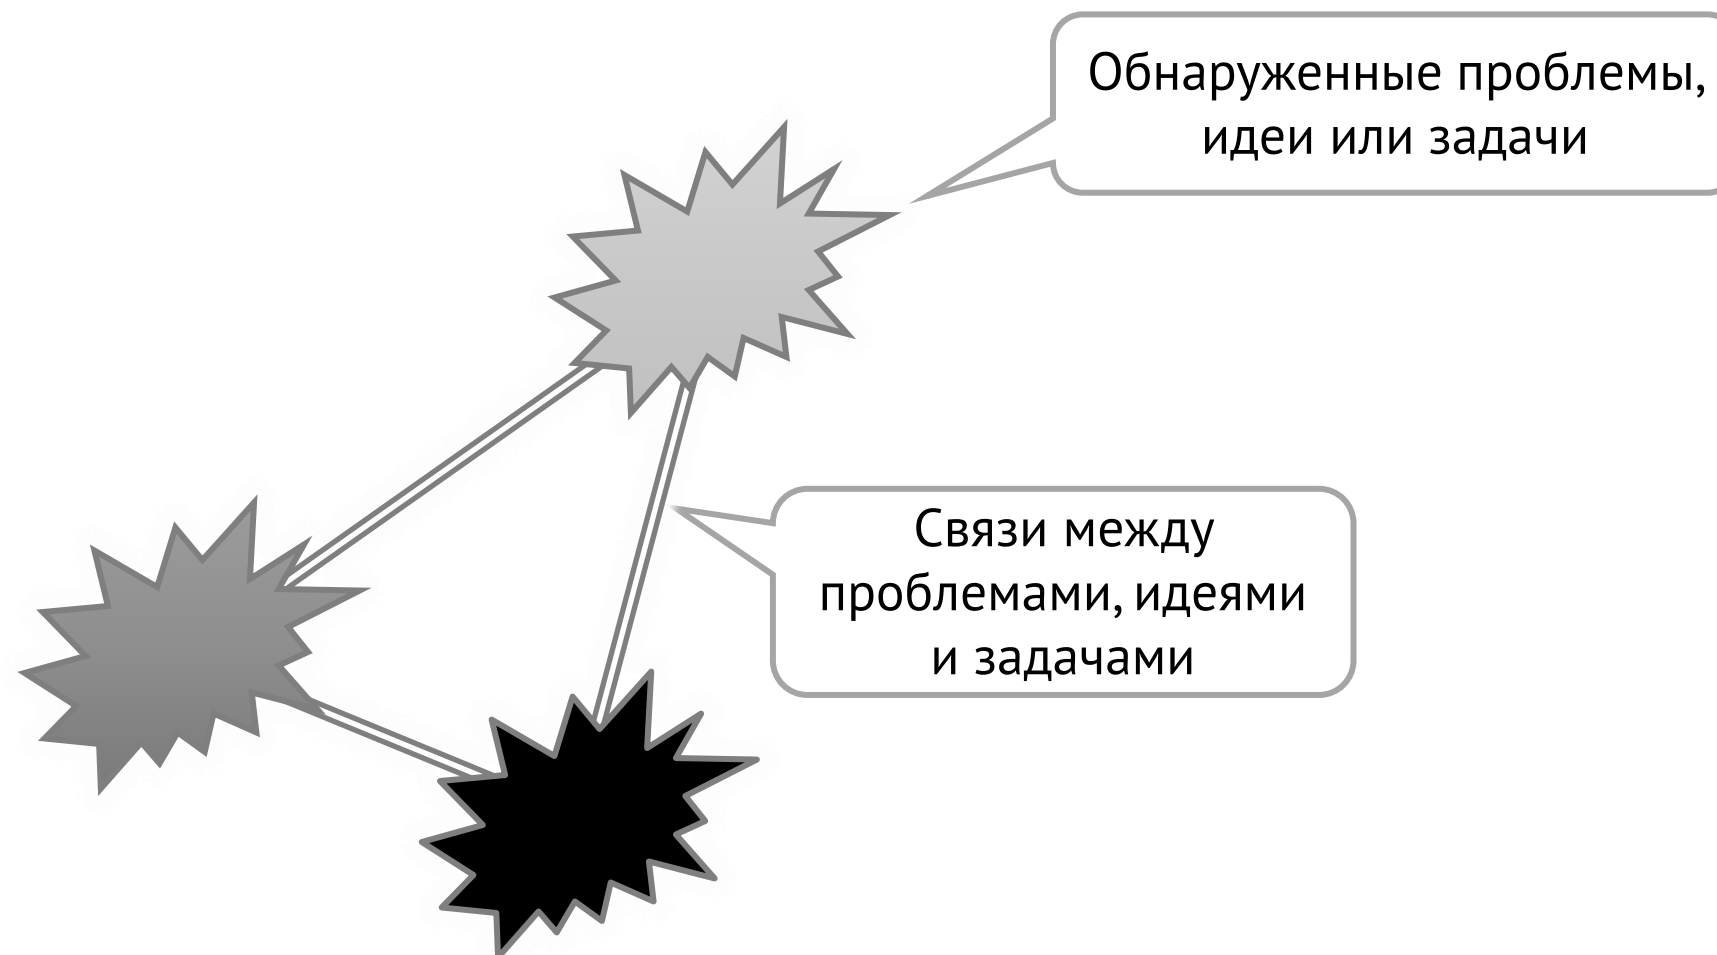 Обнаруженные проблемы,
идеи или задачи
Связи между
проблемами, идеями
и задачами